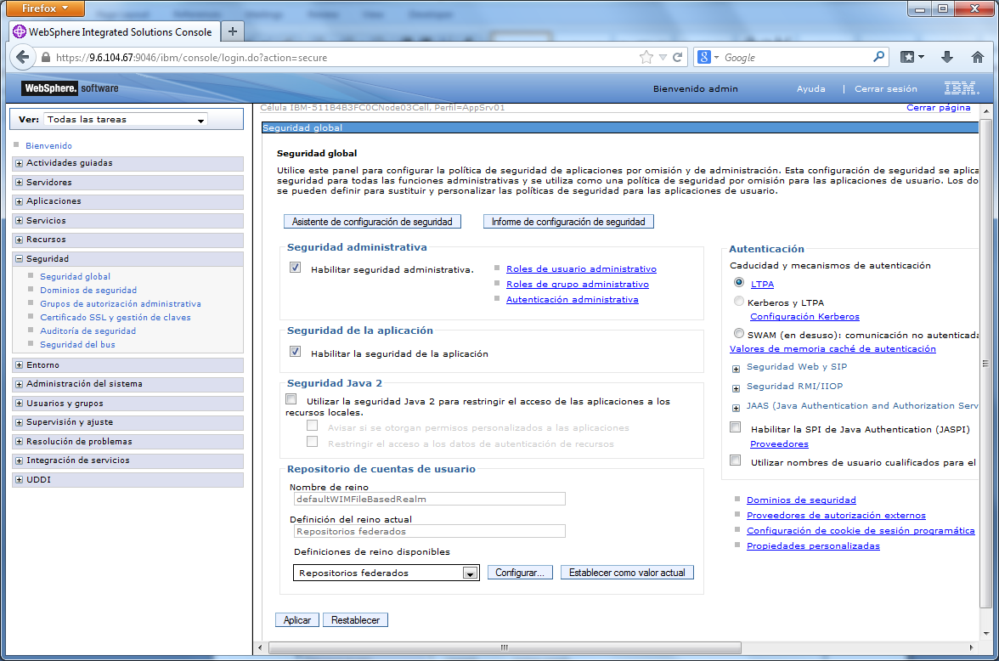 Firefox
WebSphere Integrated Solutions Console
https://9.6.104.67:9046/ibm/console/login.do?action=secure
Google
WebSphere. software
Bienvenido admin
Ayuda | Cerrar sesión
IBM.
Ver: Todas las tareas
Bienvenido
Actividades guiadas
Servidores
Aplicaciones
Servicios
Recursos
Seguridad
Seguridad global
Dominios de seguridad
Grupos de autorización administrativa
Certificado SSL y gestión de claves
Auditoría de seguridad
Seguridad del bus
Entorno
Administración del sistema
Usuarios y grupos
Supervisión y ajuste
Resolución de problemas
Integración de servicios
UDDI
Célula IBM-511B4B3FC0CNode03Cell, Perfil=AppSrv01
Cerrar página
Seguridad global
Seguridad global
Utilice este panel para configurar la política de seguridad de aplicaciones por omisión y de administración. Esta configuración de seguridad se aplica
seguridad para todas las funciones administrativas y se utiliza como una política de seguridad por omisión para las aplicaciones de usuario. Los do
se pueden definir para sustituir y personalizar las políticas de seguridad para las aplicaciones de usuario.
Asistente de configuración de seguridad
Informe de configuración de seguridad
Seguridad administrativa
Habilitar seguridad administrativa.
Roles de usuario administrativo
Roles de grupo administrativo
Autenticación administrativa
Seguridad de la aplicación
Habilitar la seguridad de la aplicación
Seguridad Java 2
Utilizar la seguridad Java 2 para restringir el acceso de las aplicaciones a los
recursos locales.
Avisar si se otorgan permisos personalizados a las aplicaciones
Restringir el acceso a los datos de autenticación de recursos
Repositorio de cuentas de usuario
Nombre de reino
defaultWIMFileBasedRealm
Definición del reino actual
Repositorios federados
Definiciones de reino disponibles
Repositorios federados
Configurar...
Establecer como valor actual
Aplicar
Restablecer
Autenticación
Caducidad y mecanismos de autenticación
LTPA
Kerberos y LTPA
Configuración Kerberos
SWAM (en desuso): comunicación no autenticada
Valores de memoria caché de autenticación
Seguridad Web y SIP
Seguridad RMI/IIOP
JAAS (Java Authentication and Authorization Serv
Habilitar la SPI de Java Authentication (JASPI)
Proveedores
Utilizar nombres de usuario cualificados para el
Dominios de seguridad
Proveedores de autorización externos
Configuración de cookie de sesión programática
Propiedades personalizadas